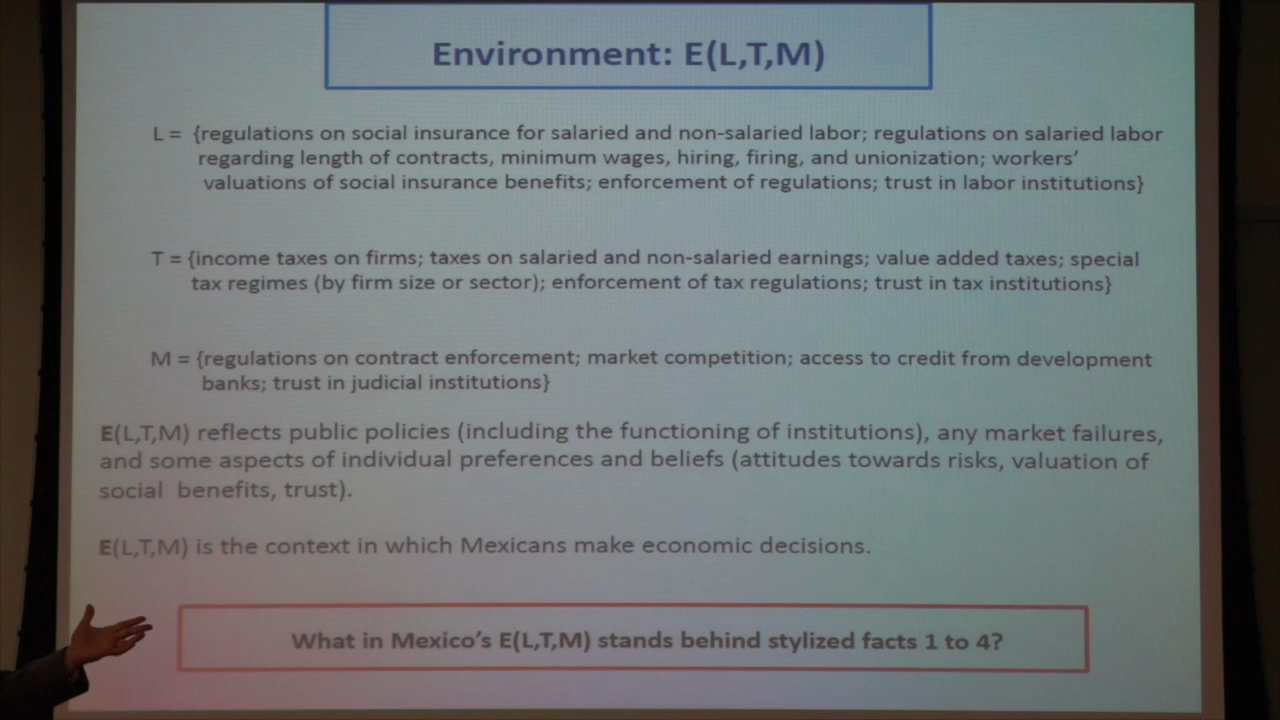 Environment: E(L,T,M)
L = {regulations on social insurance for salaried and non-salaried labor; regulations on salaried labor
regarding length of contracts, minimum wages, hiring, firing, and unionization; workers'
valuations of social insurance benefits; enforcement of regulations; trust in labor institutions}
T = {income taxes on firms; taxes on salaried and non-salaried earnings; value added taxes; special
tax regimes (by firm size or sector); enforcement of tax regulations; trust in tax institutions}
M = {regulations on contract enforcement; market competition; access to credit from development
banks; trust in judicial institutions}
E(L,T,M) reflects public policies (including the functioning of institutions), any market failures,
and some aspects of individual preferences and beliefs (attitudes towards risks, valuation of
social benefits, trust).
E(L,T,M) is the context in which Mexicans make economic decisions.
What in Mexico's E(L,T,M) stands behind stylized facts 1 to 4?